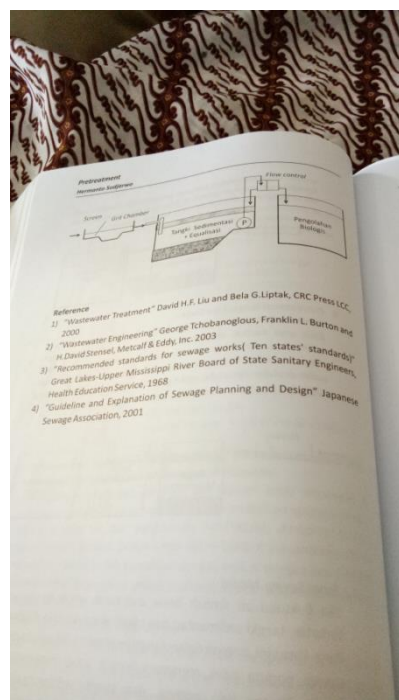 Pretreatment
Hermanto Sudjarwo
Flow control
Screen Grit Chamber
Tangki Sedimentasi
+ Equalisasi
P
Pengolahan
Biologis
Reference
1) "Wastewater Treatment" David H.F. Liu and Bela G.Liptak, CRC Press LCC,
2000
2) "Wastewater Engineering" George Tchobanoglous, Franklin L. Burton and
H.David Stensel, Metcalf & Eddy, Inc. 2003
3) "Recommended standards for sewage works( Ten states' standards)"
Great Lakes-Upper Mississippi River Board of State Sanitary Engineers,
Health Education Service, 1968
4) "Guideline and Explanation of Sewage Planning and Design" Japanese
Sewage Association, 2001